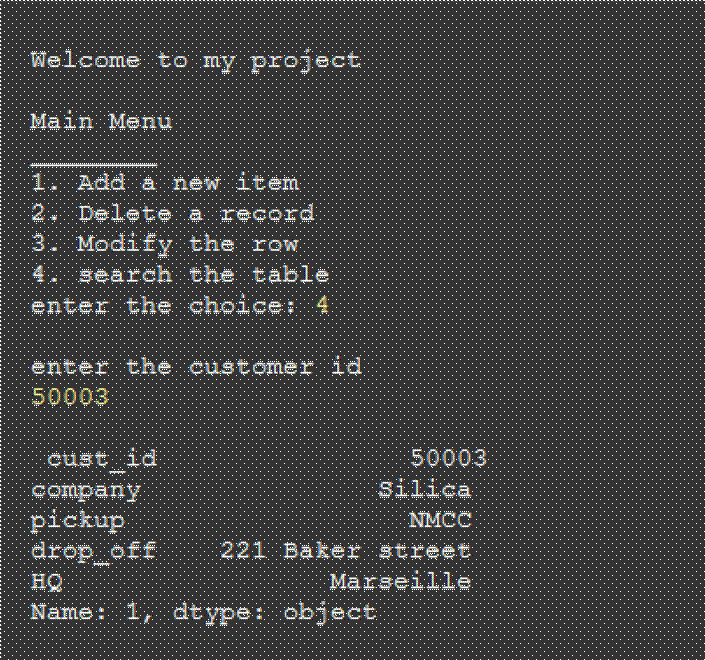 Welcome to my project
Main Menu
________
1. Add a new item
2. Delete a record
3. Modify the row
4. search the table
enter the choice: 4
enter the customer id
50003
cust_id 50003
company Silica
pickup NMCC
drop_off 221 Baker street
HQ Marseille
Name: 1, dtype: object